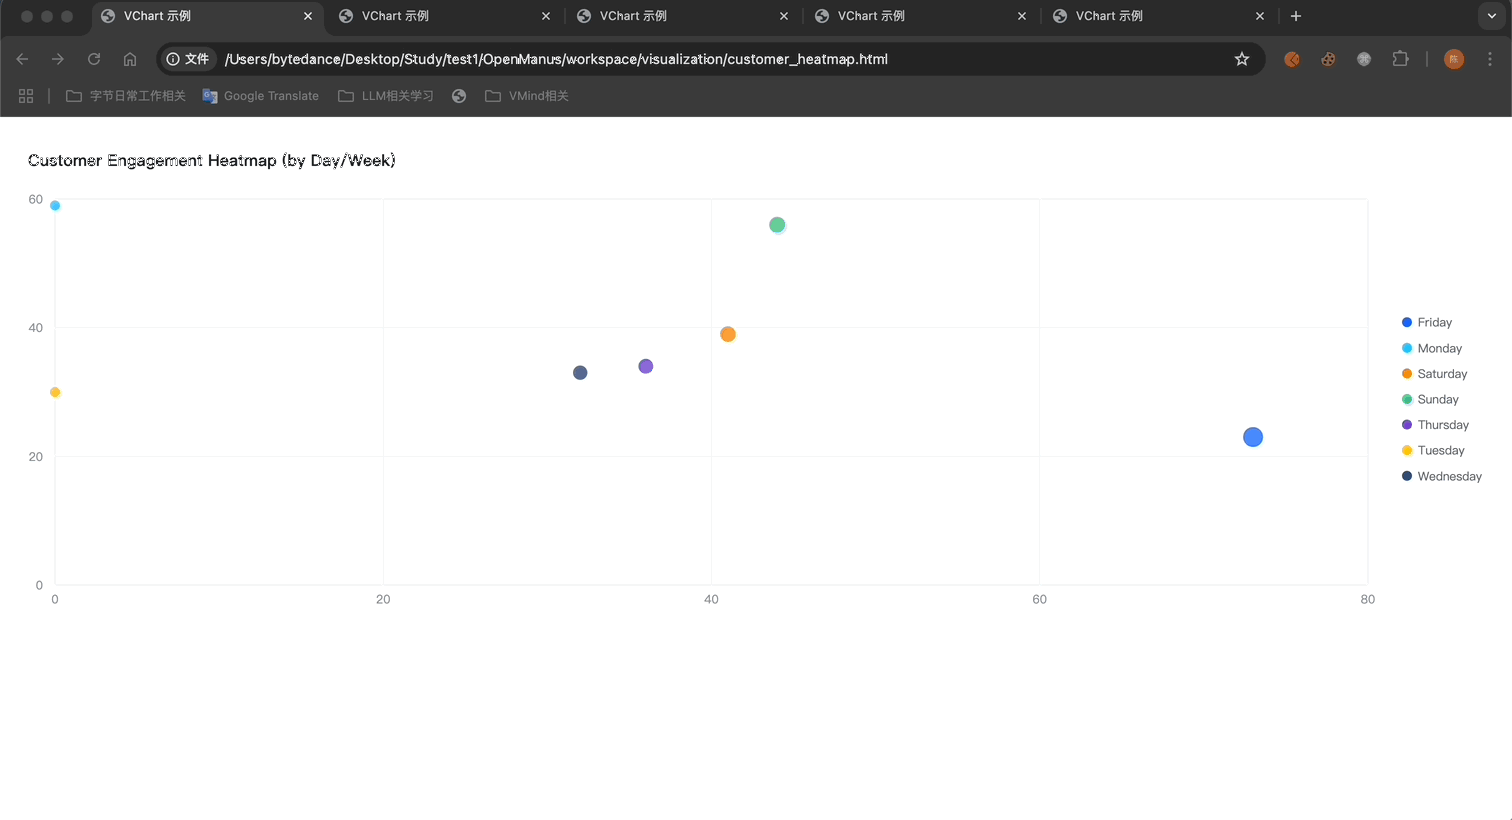 VChart 示例
VChart 示例
VChart 示例
VChart 示例
VChart 示例
文件 /Users/bytedance/Desktop/Study/test1/OpenManus/workspace/visualization/customer_heatmap.html
陈
字节日常工作相关 Google Translate LLM相关学习 VMind相关
Customer Engagement Heatmap (by Day/Week)
60
40
20
0
0 20 40 60 80
Friday
Monday
Saturday
Sunday
Thursday
Tuesday
Wednesday